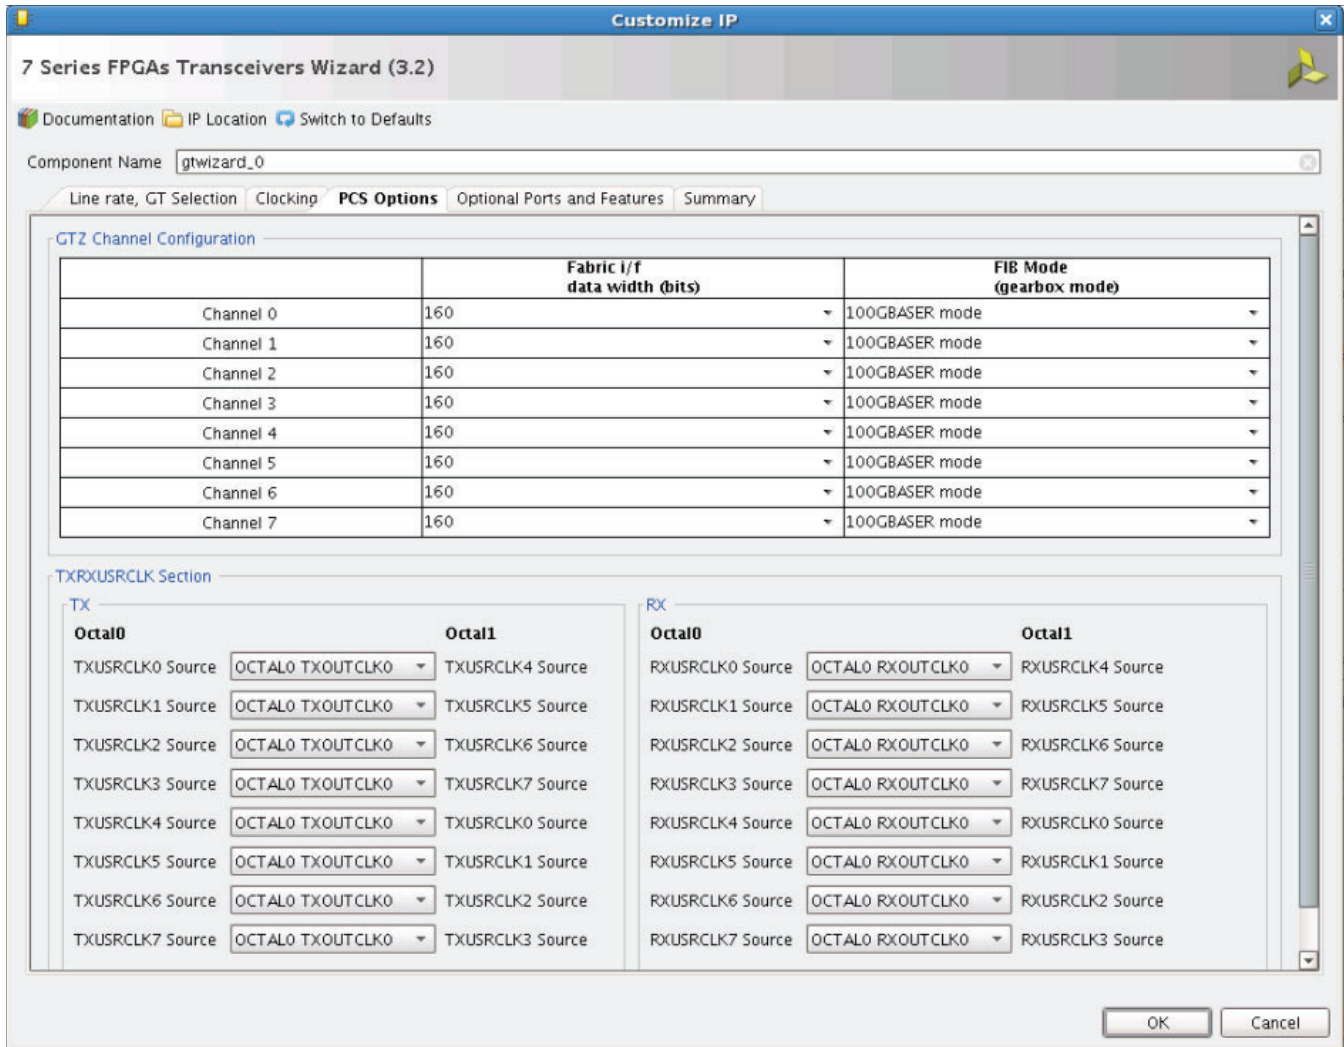 Customize IP
7 Series FPGAs Transceivers Wizard (3.2)
Documentation IP Location Switch to Defaults
Component Name gtwizard_0
Line rate, GT Selection Clocking PCS Options Optional Ports and Features Summary
GTZ Channel Configuration
Fabric i/f data width (bits) FIB Mode (gearbox mode)
Channel 0 160 100GBASER mode
Channel 1 160 100GBASER mode
Channel 2 160 100GBASER mode
Channel 3 160 100GBASER mode
Channel 4 160 100GBASER mode
Channel 5 160 100GBASER mode
Channel 6 160 100GBASER mode
Channel 7 160 100GBASER mode
TXRXUSRCLK Section
TX RX
Octal0 Octal1 Octal0 Octal1
TXUSRCLK0 Source OCTAL0 TXOUTCLK0 TXUSRCLK4 Source RXUSRCLK0 Source OCTAL0 RXOUTCLK0 RXUSRCLK4 Source
TXUSRCLK1 Source OCTAL0 TXOUTCLK0 TXUSRCLK5 Source RXUSRCLK1 Source OCTAL0 RXOUTCLK0 RXUSRCLK5 Source
TXUSRCLK2 Source OCTAL0 TXOUTCLK0 TXUSRCLK6 Source RXUSRCLK2 Source OCTAL0 RXOUTCLK0 RXUSRCLK6 Source
TXUSRCLK3 Source OCTAL0 TXOUTCLK0 TXUSRCLK7 Source RXUSRCLK3 Source OCTAL0 RXOUTCLK0 RXUSRCLK7 Source
TXUSRCLK4 Source OCTAL0 TXOUTCLK0 TXUSRCLK0 Source RXUSRCLK4 Source OCTAL0 RXOUTCLK0 RXUSRCLK0 Source
TXUSRCLK5 Source OCTAL0 TXOUTCLK0 TXUSRCLK1 Source RXUSRCLK5 Source OCTAL0 RXOUTCLK0 RXUSRCLK1 Source
TXUSRCLK6 Source OCTAL0 TXOUTCLK0 TXUSRCLK2 Source RXUSRCLK6 Source OCTAL0 RXOUTCLK0 RXUSRCLK2 Source
TXUSRCLK7 Source OCTAL0 TXOUTCLK0 TXUSRCLK3 Source RXUSRCLK7 Source OCTAL0 RXOUTCLK0 RXUSRCLK3 Source
OK Cancel